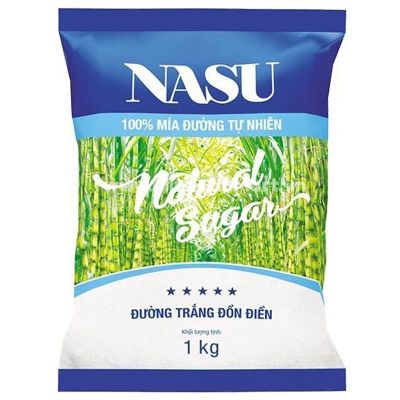 NASU
100% MÍA ĐƯỜNG TỰ NHIÊN
Natural
Sugar
ĐƯỜNG TRẮNG ĐỒN ĐIỀN
Khối lượng tịnh:
1 kg